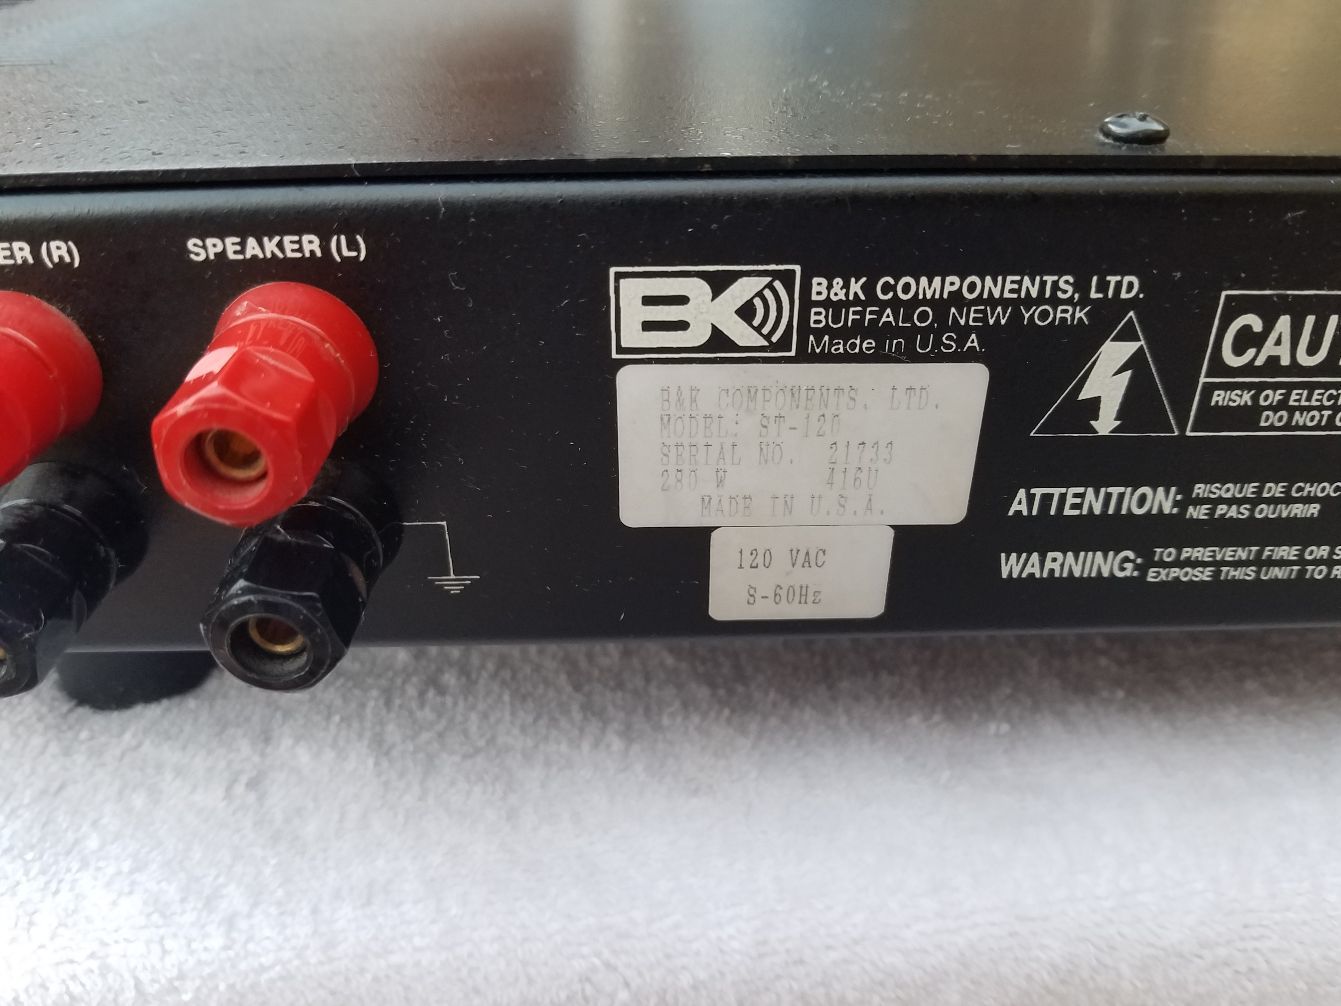 ER (R)
SPEAKER (L)
BK
B&K COMPONENTS, LTD.
BUFFALO, NEW YORK
Made in U.S.A.
B&K COMPONENTS, LTD.
MODEL: ST-120
SERIAL NO. 21733
280 W 416U
MADE IN U.S.A.
120 VAC
S-60Hz
CAU
RISK OF ELECT
DO NOT O
ATTENTION: RISQUE DE CHOC
NE PAS OUVRIR
WARNING: TO PREVENT FIRE OR S
EXPOSE THIS UNIT TO R